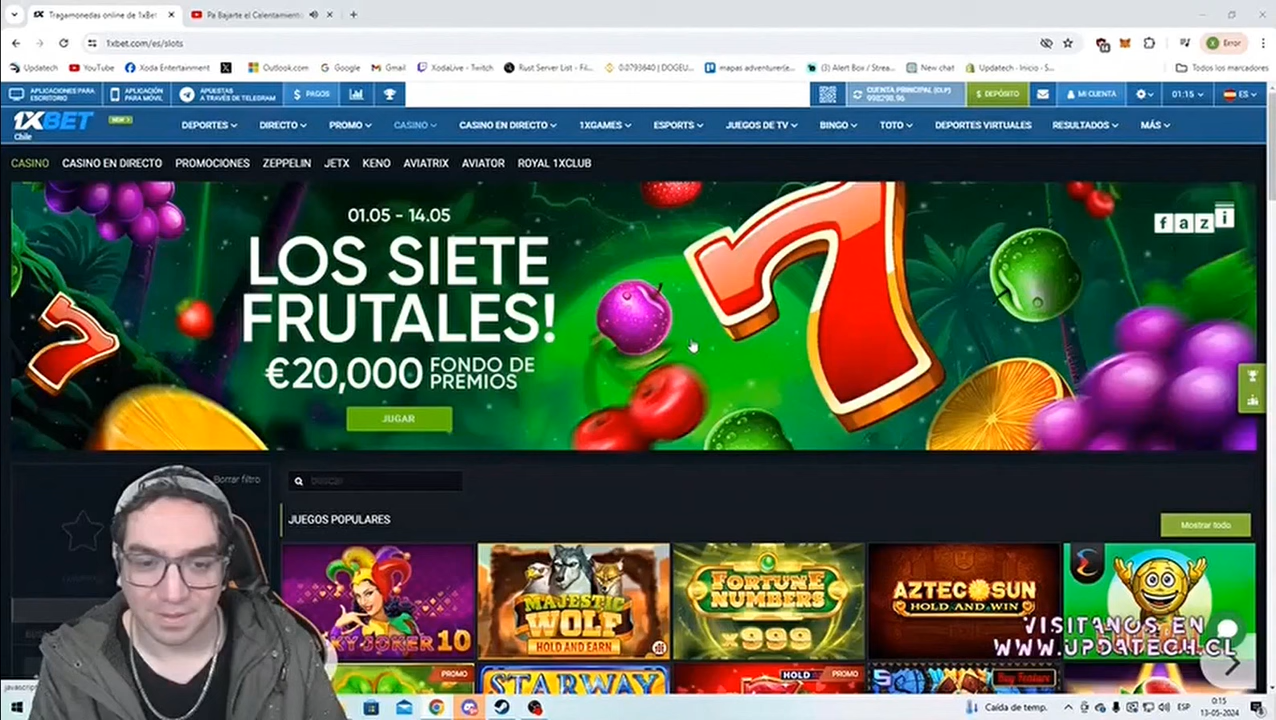 Tragamonedas online de 1xBet
Pa Bajarte el Calentamiento
1xbet.com/es/slots
Error
Updatech
YouTube
Xoda Entertainment
Outlook.com
Google
Gmail
XodaLive - Twitch
Rust Server List - Fil...
0.0793640 | DOGEU...
mapas adventurer(e...
(3) Alert Box / Strea...
New chat
Updatech - Inicio - S...
Todos los marcadores
APLICACIONES PARA
ESCRITORIO
APLICACIÓN
PARA MÓVIL
APUESTAS
A TRAVÉS DE TELEGRAM
$ PAGOS
CUENTA PRINCIPAL (CLP)
998298.96
$ DEPÓSITO
MI CUENTA
01:15
ES
1XBET
Chile
DEPORTES
DIRECTO
PROMO
CASINO
CASINO EN DIRECTO
1XGAMES
ESPORTS
JUEGOS DE TV
BINGO
TOTO
DEPORTES VIRTUALES
RESULTADOS
MÁS
CASINO
CASINO EN DIRECTO
PROMOCIONES
ZEPPELIN
JETX
KENO
AVIATRIX
AVIATOR
ROYAL 1XCLUB
01.05 - 14.05
LOS SIETE
FRUTALES!
€20,000 FONDO DE
PREMIOS
JUGAR
fazi
Borrar filtro
buscar
JUEGOS POPULARES
Mostrar todo
JOKER 10
MAJESTIC
WOLF
HOLD AND EARN
FORTUNE
NUMBERS
x999
AZTEC SUN
HOLD AND WIN
VISITANOS EN
WWW.UPDATECH.CL
PROMO
STARWAY
HOLD
PROMO
Buy Feature
Caída de temp.
ESP
0:15
13-05-2024